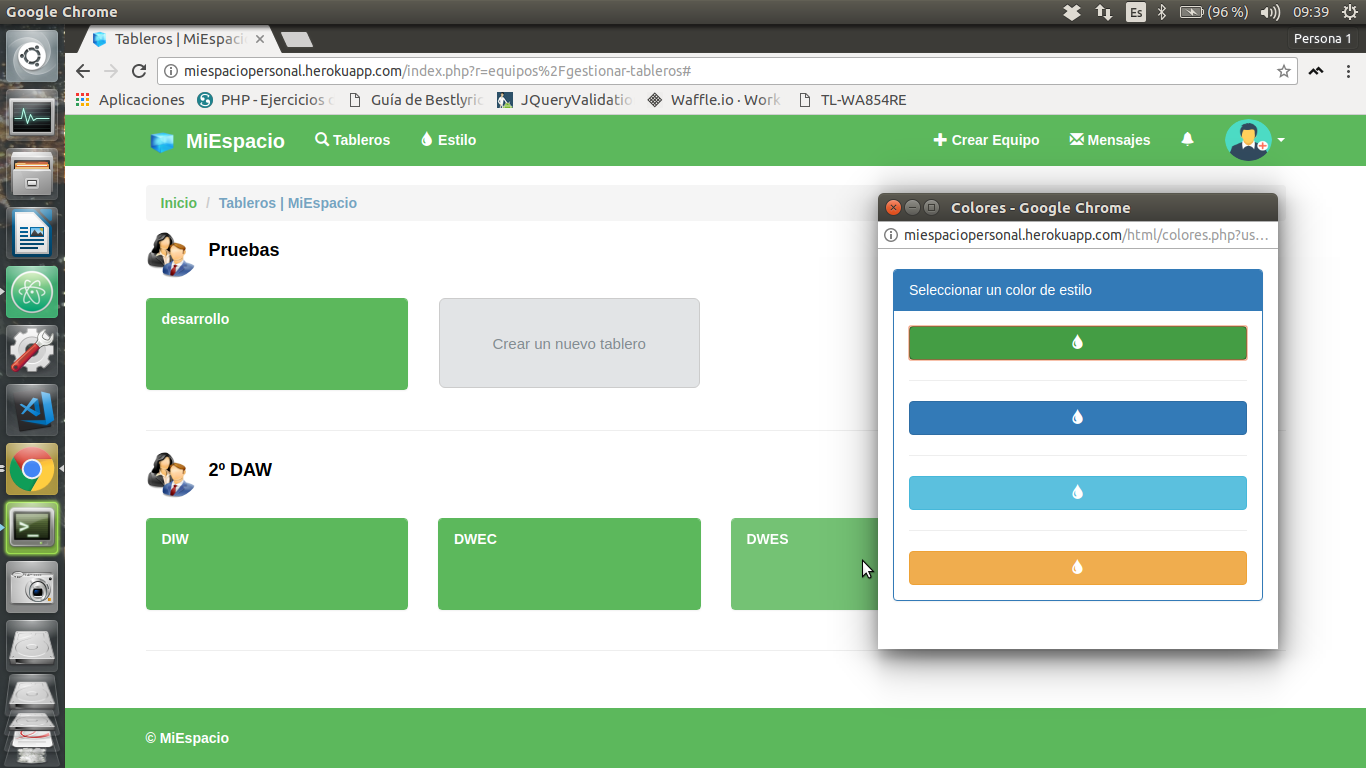 Google Chrome
Es
(96 %)
09:39
Tableros | MiEspaci
Persona 1
miespaciopersonal.herokuapp.com/index.php?r=equipos%2Fgestionar-tableros#
Aplicaciones
PHP - Ejercicios
Guía de Bestlyric
JQueryValidatio
Waffle.io · Work
TL-WA854RE
MiEspacio
Tableros
Estilo
Crear Equipo
Mensajes
Inicio / Tableros | MiEspacio
Pruebas
desarrollo
Crear un nuevo tablero
2º DAW
DIW
DWEC
DWES
© MiEspacio
Colores - Google Chrome
miespaciopersonal.herokuapp.com/html/colores.php?us...
Seleccionar un color de estilo